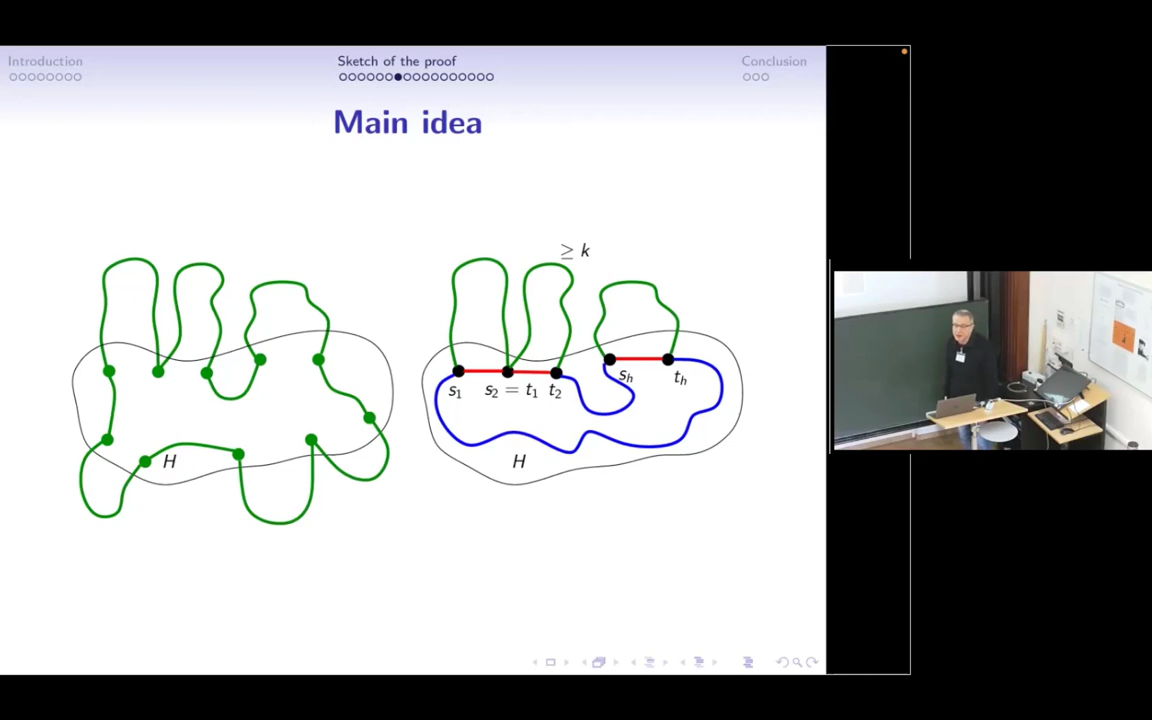 Introduction
Sketch of the proof
Conclusion
Main idea
≥ k
s₁
s₂ = t₁
t₂
sₕ
tₕ
H
H